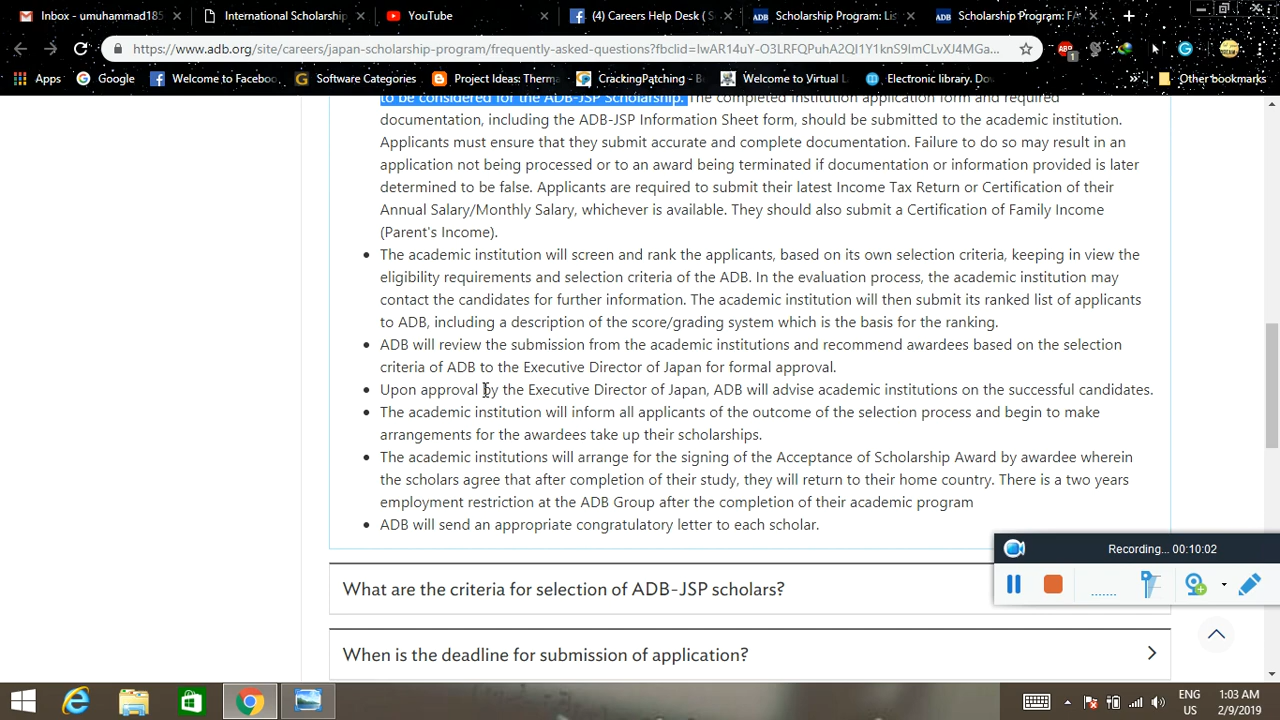 Inbox - umuhammad185
International Scholarship
YouTube
(4) Careers Help Desk ( S
ADB Scholarship Program: Lis
ADB Scholarship Program: FA
https://www.adb.org/site/careers/japan-scholarship-program/frequently-asked-questions?fbclid=IwAR14uY-O3LRFQPuhA2QI1Y1knS9ImCLvXJ4MGa...
ABP 1
Apps
Google
Welcome to Faceboo
Software Categories
Project Ideas: Therma
CrackingPatching - B
Welcome to Virtual L
Electronic library. Do
Other bookmarks
to be considered for the ADB-JSP Scholarship. The completed institution application form and required
documentation, including the ADB-JSP Information Sheet form, should be submitted to the academic institution.
Applicants must ensure that they submit accurate and complete documentation. Failure to do so may result in an
application not being processed or to an award being terminated if documentation or information provided is later
determined to be false. Applicants are required to submit their latest Income Tax Return or Certification of their
Annual Salary/Monthly Salary, whichever is available. They should also submit a Certification of Family Income
(Parent's Income).
The academic institution will screen and rank the applicants, based on its own selection criteria, keeping in view the
eligibility requirements and selection criteria of the ADB. In the evaluation process, the academic institution may
contact the candidates for further information. The academic institution will then submit its ranked list of applicants
to ADB, including a description of the score/grading system which is the basis for the ranking.
ADB will review the submission from the academic institutions and recommend awardees based on the selection
criteria of ADB to the Executive Director of Japan for formal approval.
Upon approval by the Executive Director of Japan, ADB will advise academic institutions on the successful candidates.
The academic institution will inform all applicants of the outcome of the selection process and begin to make
arrangements for the awardees take up their scholarships.
The academic institutions will arrange for the signing of the Acceptance of Scholarship Award by awardee wherein
the scholars agree that after completion of their study, they will return to their home country. There is a two years
employment restriction at the ADB Group after the completion of their academic program
ADB will send an appropriate congratulatory letter to each scholar.
Recording... 00:10:02
What are the criteria for selection of ADB-JSP scholars?
When is the deadline for submission of application?
ENG 1:03 AM
US 2/9/2019